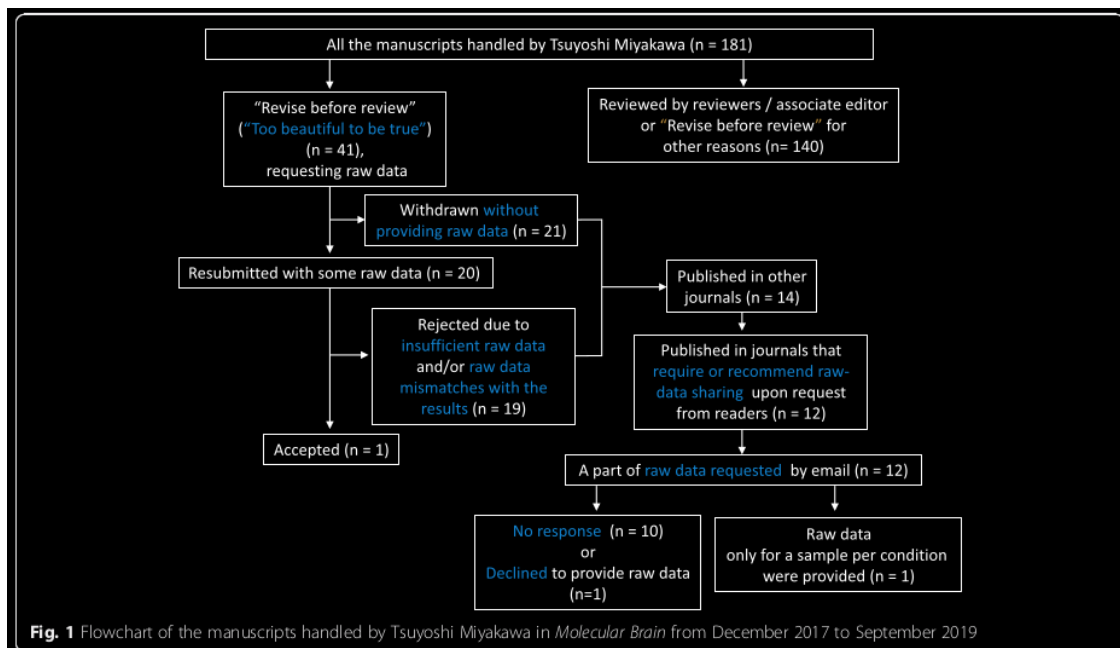 All the manuscripts handled by Tsuyoshi Miyakawa (n = 181)
“Revise before review”
(“Too beautiful to be true”)
(n = 41),
requesting raw data
Reviewed by reviewers / associate editor
or “Revise before review” for
other reasons (n= 140)
Withdrawn without
providing raw data (n = 21)
Resubmitted with some raw data (n = 20)
Published in other
journals (n = 14)
Rejected due to
insufficient raw data
and/or raw data
mismatches with the
results (n = 19)
Published in journals that
require or recommend raw-
data sharing upon request
from readers (n = 12)
Accepted (n = 1)
A part of raw data requested by email (n = 12)
No response (n = 10)
or
Declined to provide raw data
(n=1)
Raw data
only for a sample per condition
were provided (n = 1)
Fig. 1 Flowchart of the manuscripts handled by Tsuyoshi Miyakawa in Molecular Brain from December 2017 to September 2019